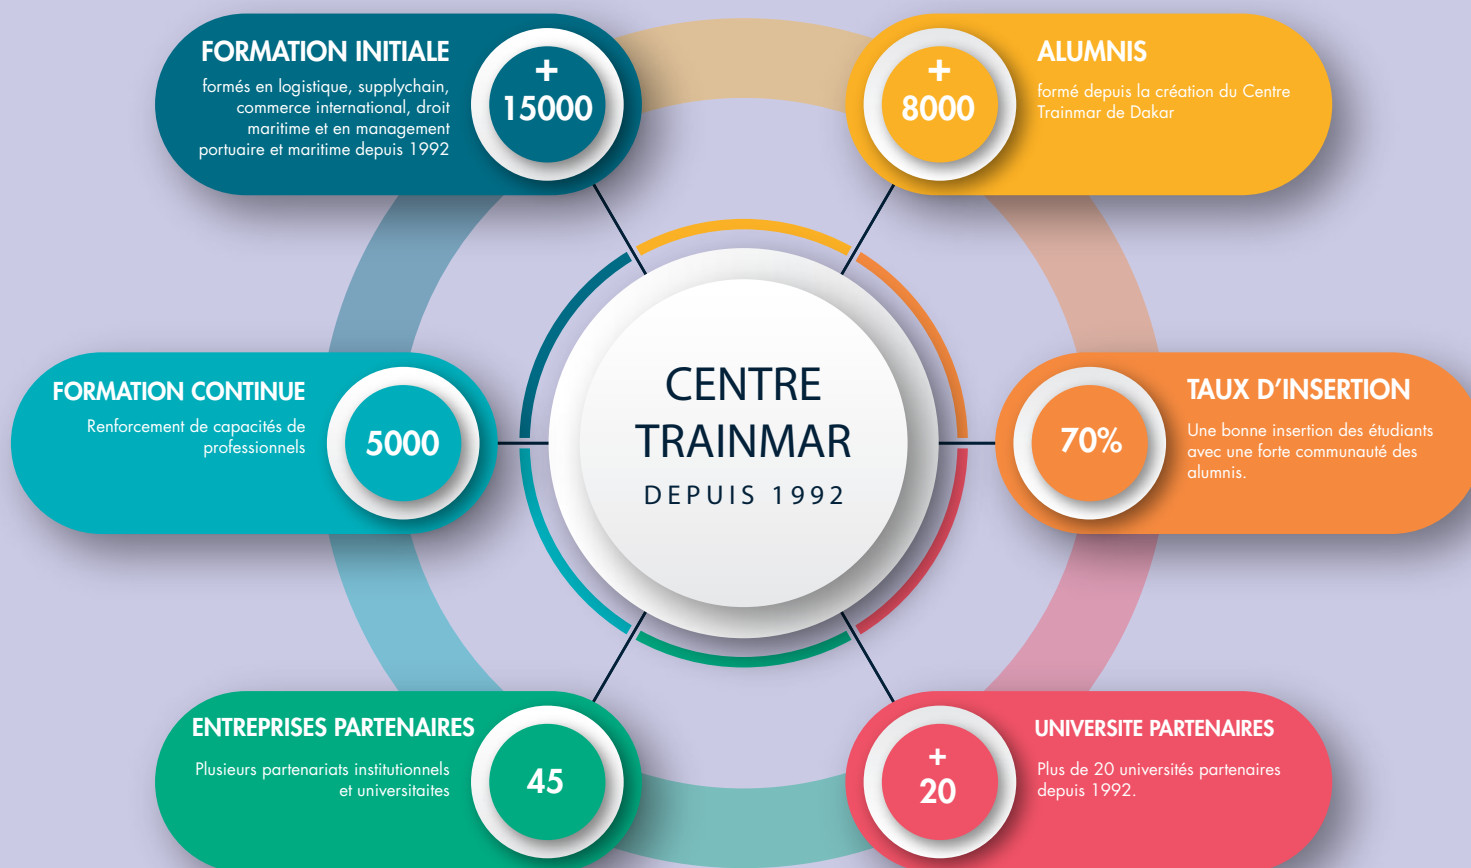 FORMATION INITIALE
formés en logistique, supplychain,
commerce international, droit
maritime et en management
portuaire et maritime depuis 1992
+
15000
+
8000
ALUMNIS
formé depuis la création du Centre
Trainmar de Dakar
FORMATION CONTINUE
Renforcement de capacités de
professionnels
5000
CENTRE
TRAINMAR
DEPUIS 1992
70%
TAUX D’INSERTION
Une bonne insertion des étudiants
avec une forte communauté des
alumnis.
ENTREPRISES PARTENAIRES
Plusieurs partenariats institutionnels
et universitaites
45
+
20
UNIVERSITE PARTENAIRES
Plus de 20 universités partenaires
depuis 1992.